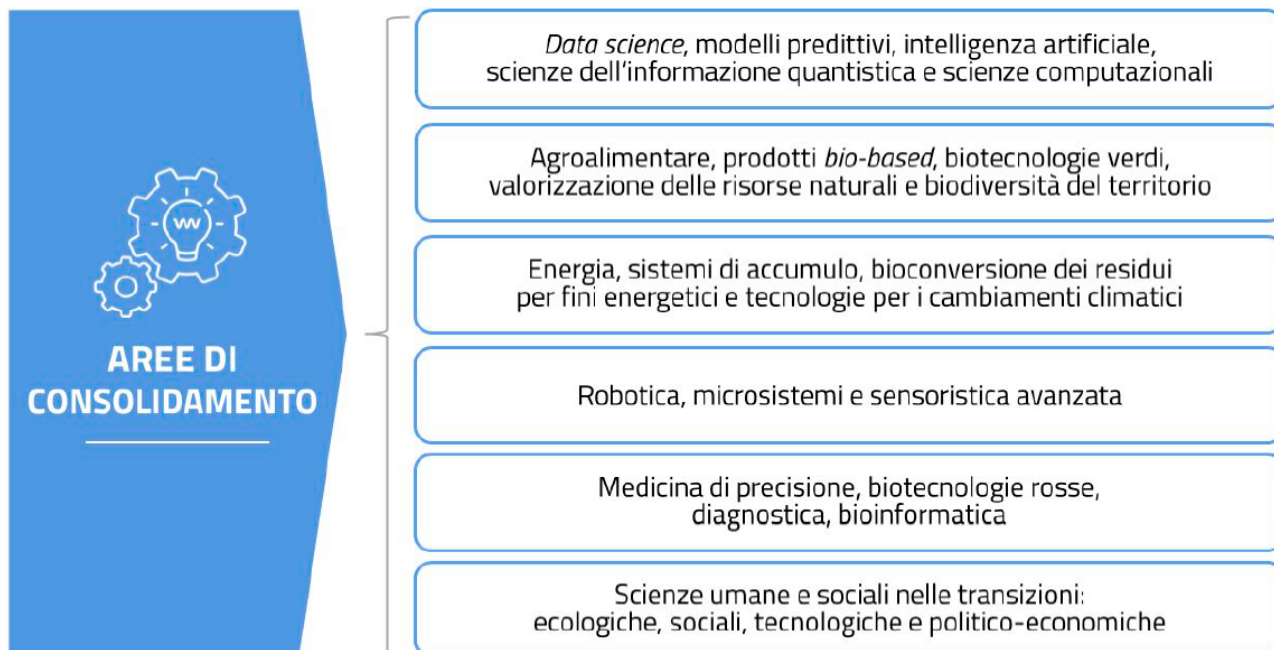 AREE DI
CONSOLIDAMENTO
Data science, modelli predittivi, intelligenza artificiale,
scienze dell'informazione quantistica e scienze computazionali
Agroalimentare, prodotti bio-based, biotecnologie verdi,
valorizzazione delle risorse naturali e biodiversità del territorio
Energia, sistemi di accumulo, bioconversione dei residui
per fini energetici e tecnologie per i cambiamenti climatici
Robotica, microsistemi e sensoristica avanzata
Medicina di precisione, biotecnologie rosse,
diagnostica, bioinformatica
Scienze umane e sociali nelle transizioni:
ecologiche, sociali, tecnologiche e politico-economiche